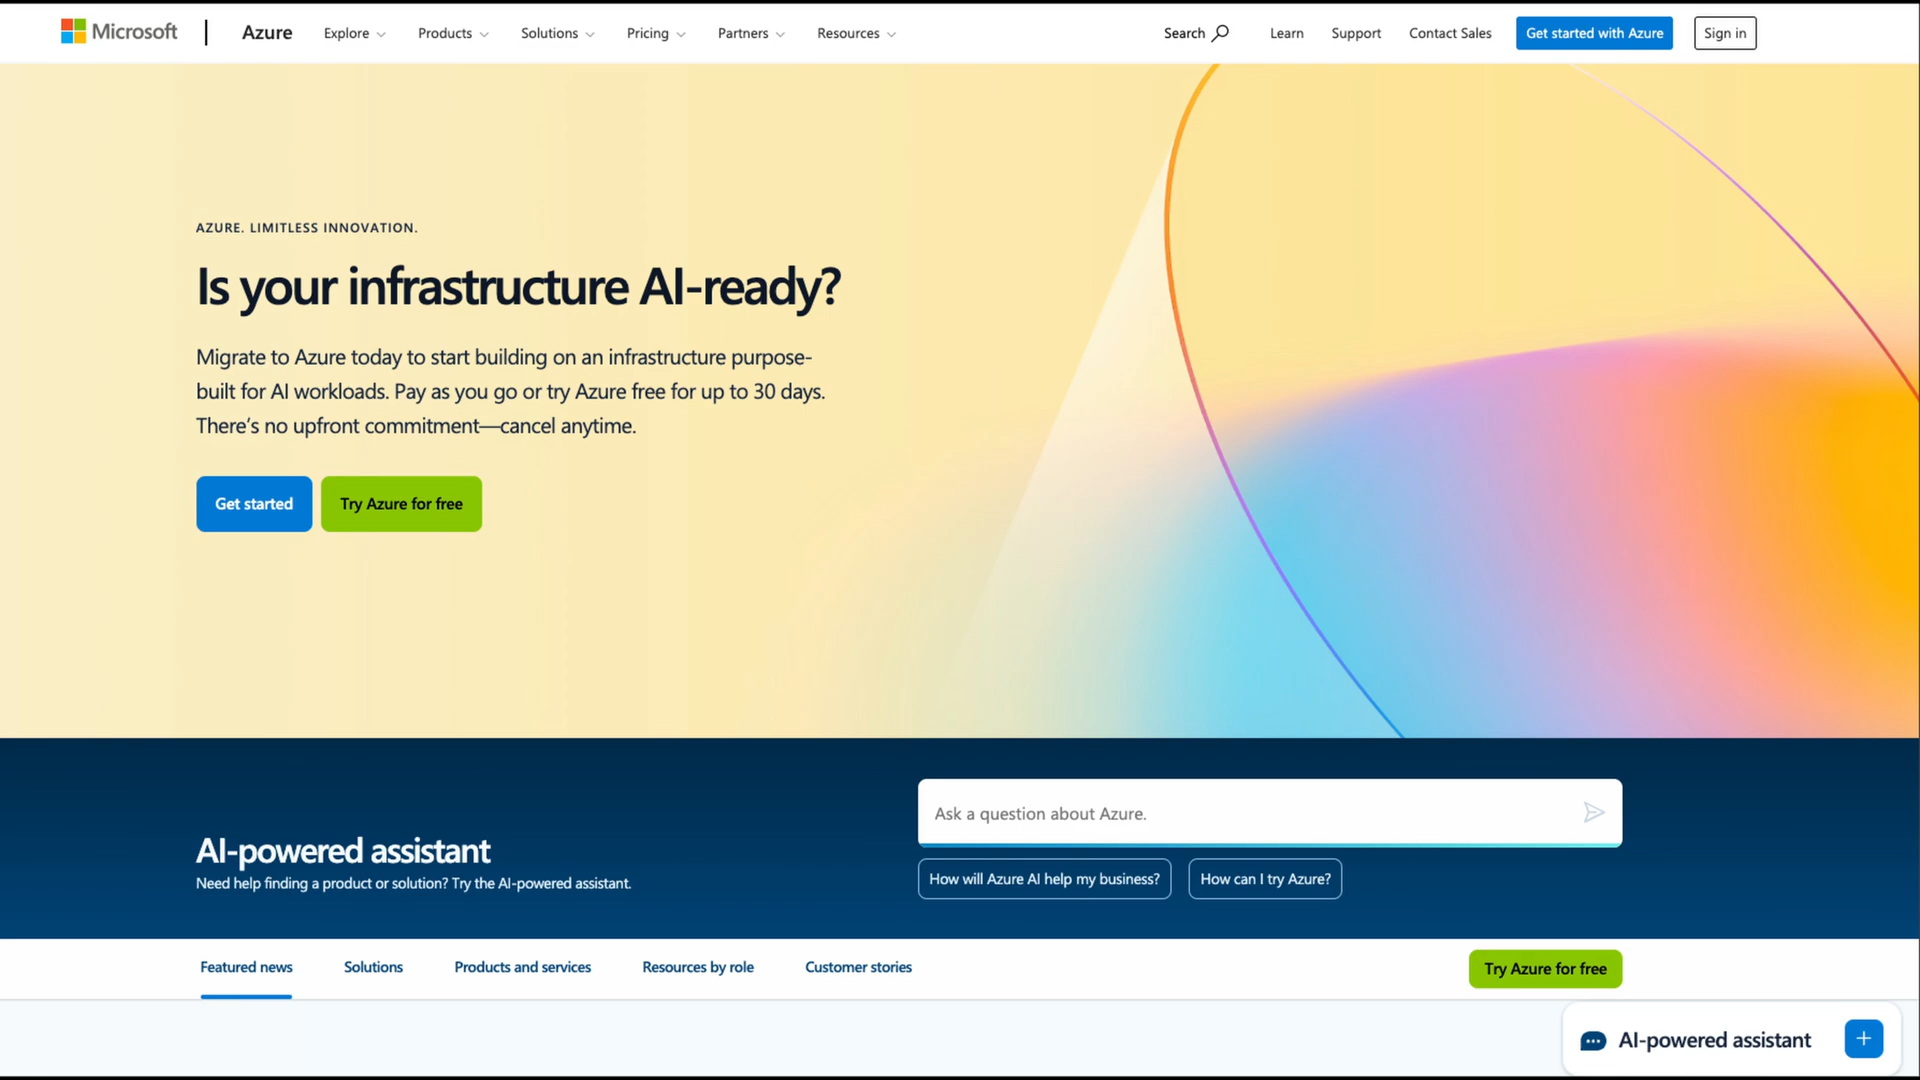 Microsoft
Azure
Explore
Products
Solutions
Pricing
Partners
Resources
Search
Learn
Support
Contact Sales
Get started with Azure
Sign in
AZURE. LIMITLESS INNOVATION.
Is your infrastructure AI-ready?
Migrate to Azure today to start building on an infrastructure purpose-
built for AI workloads. Pay as you go or try Azure free for up to 30 days.
There’s no upfront commitment—cancel anytime.
Get started
Try Azure for free
AI-powered assistant
Need help finding a product or solution? Try the AI-powered assistant.
Ask a question about Azure.
How will Azure AI help my business?
How can I try Azure?
Featured news
Solutions
Products and services
Resources by role
Customer stories
Try Azure for free
AI-powered assistant